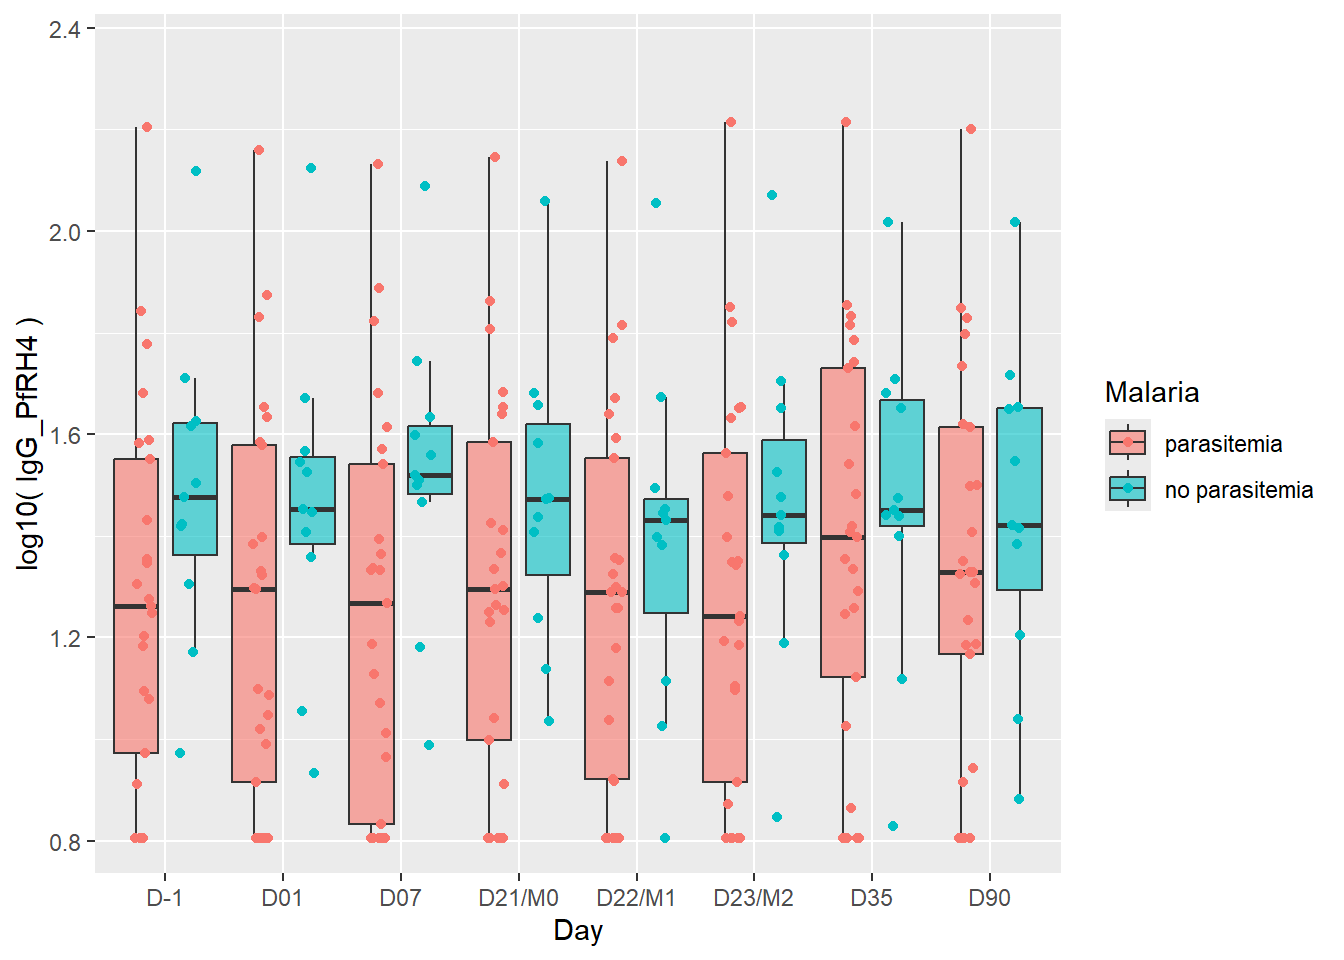 2.4
2.0
1.6
1.2
0.8
log10( IgG_PfRH4 )
D-1 D01 D07 D21/M0 D22/M1 D23/M2 D35 D90
Day
Malaria
parasitemia
no parasitemia